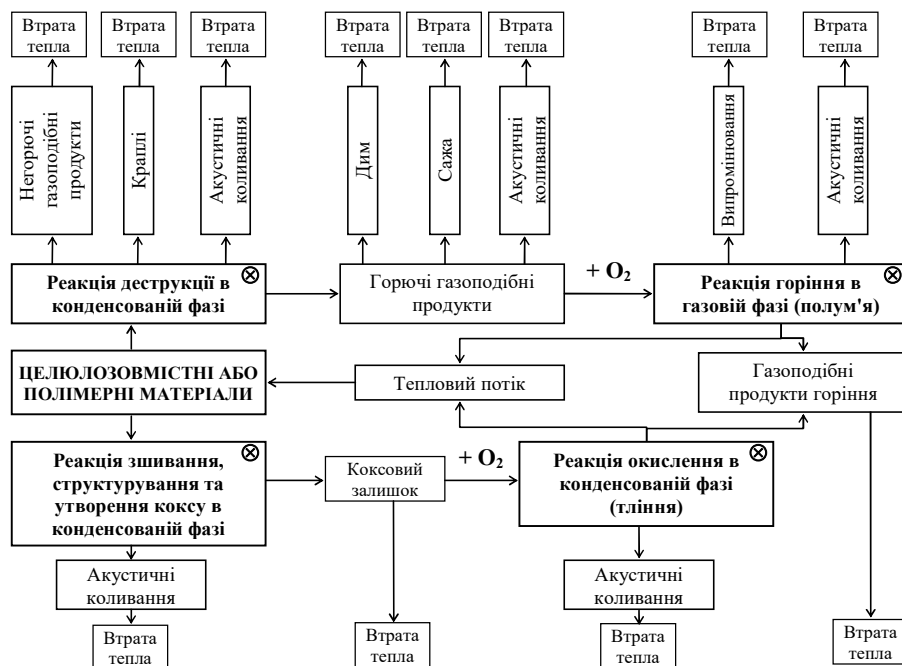 Втрата
тепла
Втрата
тепла
Втрата
тепла
Втрата
тепла
Втрата
тепла
Втрата
тепла
Втрата
тепла
Втрата
тепла
Негорючі
газоподібні
продукти
Краплі
Акустичні
коливання
Дим
Сажа
Акустичні
коливання
Випромінювання
Акустичні
коливання
Реакція деструкції в
конденсованій фазі
Горючі газоподібні
продукти
+ O₂
Реакція горіння в
газовій фазі (полум'я)
ЦЕЛЮЛОЗОВМІСТНІ АБО
ПОЛІМЕРНІ МАТЕРІАЛИ
Тепловий потік
Газоподібні
продукти горіння
Реакція зшивання,
структурування та
утворення коксу в
конденсованій фазі
Коксовий
залишок
+ O₂
Реакція окислення в
конденсованій фазі
(тління)
Акустичні
коливання
Акустичні
коливання
Втрата
тепла
Втрата
тепла
Втрата
тепла
Втрата
тепла